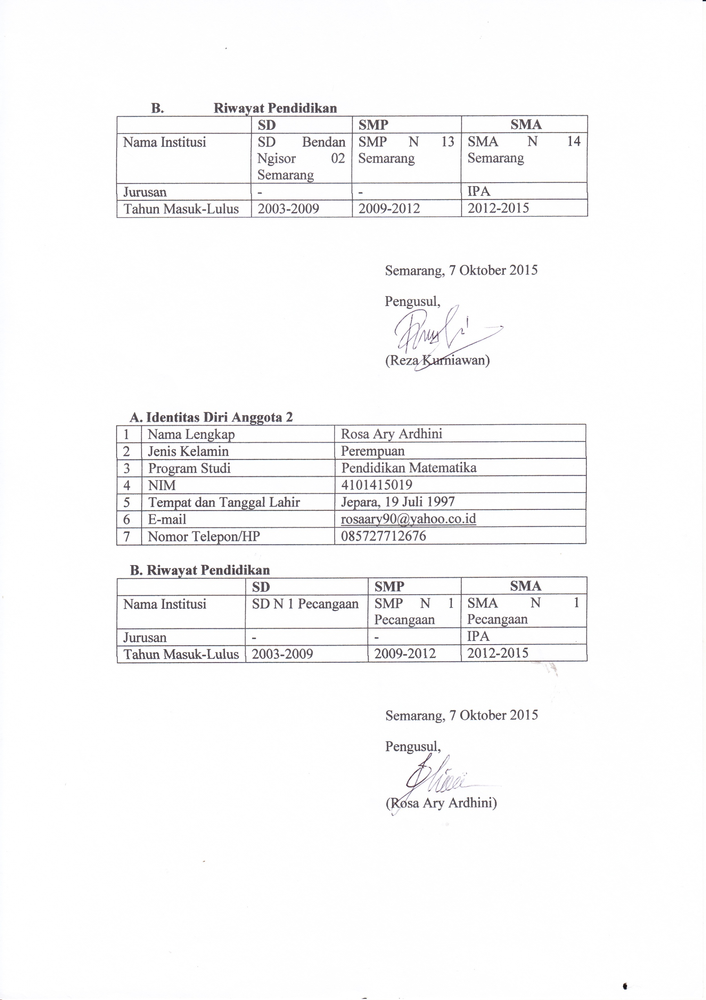 B. Riwayat Pendidikan
SD SMP SMA
Nama Institusi SD Bendan Ngisor 02 Semarang SMP N 13 Semarang SMA N 14 Semarang
Jurusan - - IPA
Tahun Masuk-Lulus 2003-2009 2009-2012 2012-2015
Semarang, 7 Oktober 2015
Pengusul,
(Reza Kurniawan)
A. Identitas Diri Anggota 2
1 Nama Lengkap Rosa Ary Ardhini
2 Jenis Kelamin Perempuan
3 Program Studi Pendidikan Matematika
4 NIM 4101415019
5 Tempat dan Tanggal Lahir Jepara, 19 Juli 1997
6 E-mail rosaary90@yahoo.co.id
7 Nomor Telepon/HP 085727712676
B. Riwayat Pendidikan
SD SMP SMA
Nama Institusi SD N 1 Pecangaan SMP N 1 Pecangaan SMA N 1 Pecangaan
Jurusan - - IPA
Tahun Masuk-Lulus 2003-2009 2009-2012 2012-2015
Semarang, 7 Oktober 2015
Pengusul,
(Rosa Ary Ardhini)